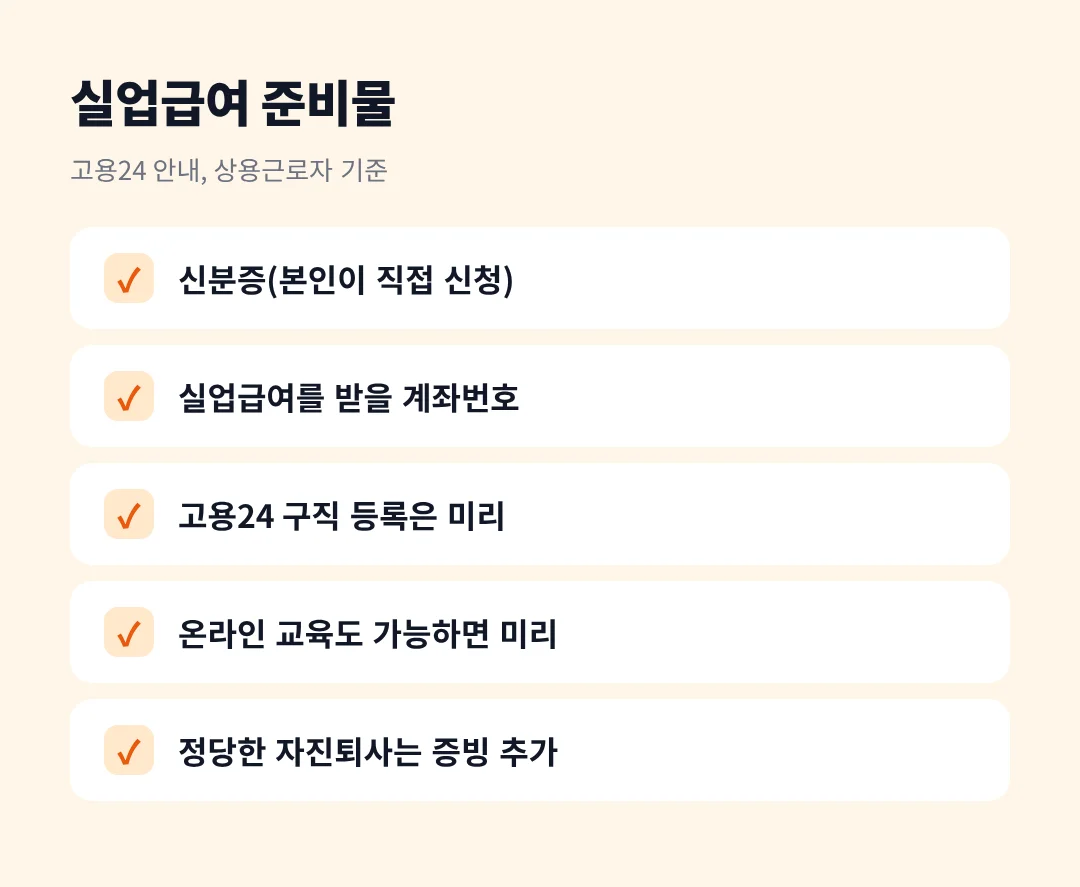 실업급여 준비물
고용24 안내, 상용근로자 기준
✓ 신분증(본인이 직접 신청)
✓ 실업급여를 받을 계좌번호
✓ 고용24 구직 등록은 미리
✓ 온라인 교육도 가능하면 미리
✓ 정당한 자진퇴사는 증빙 추가